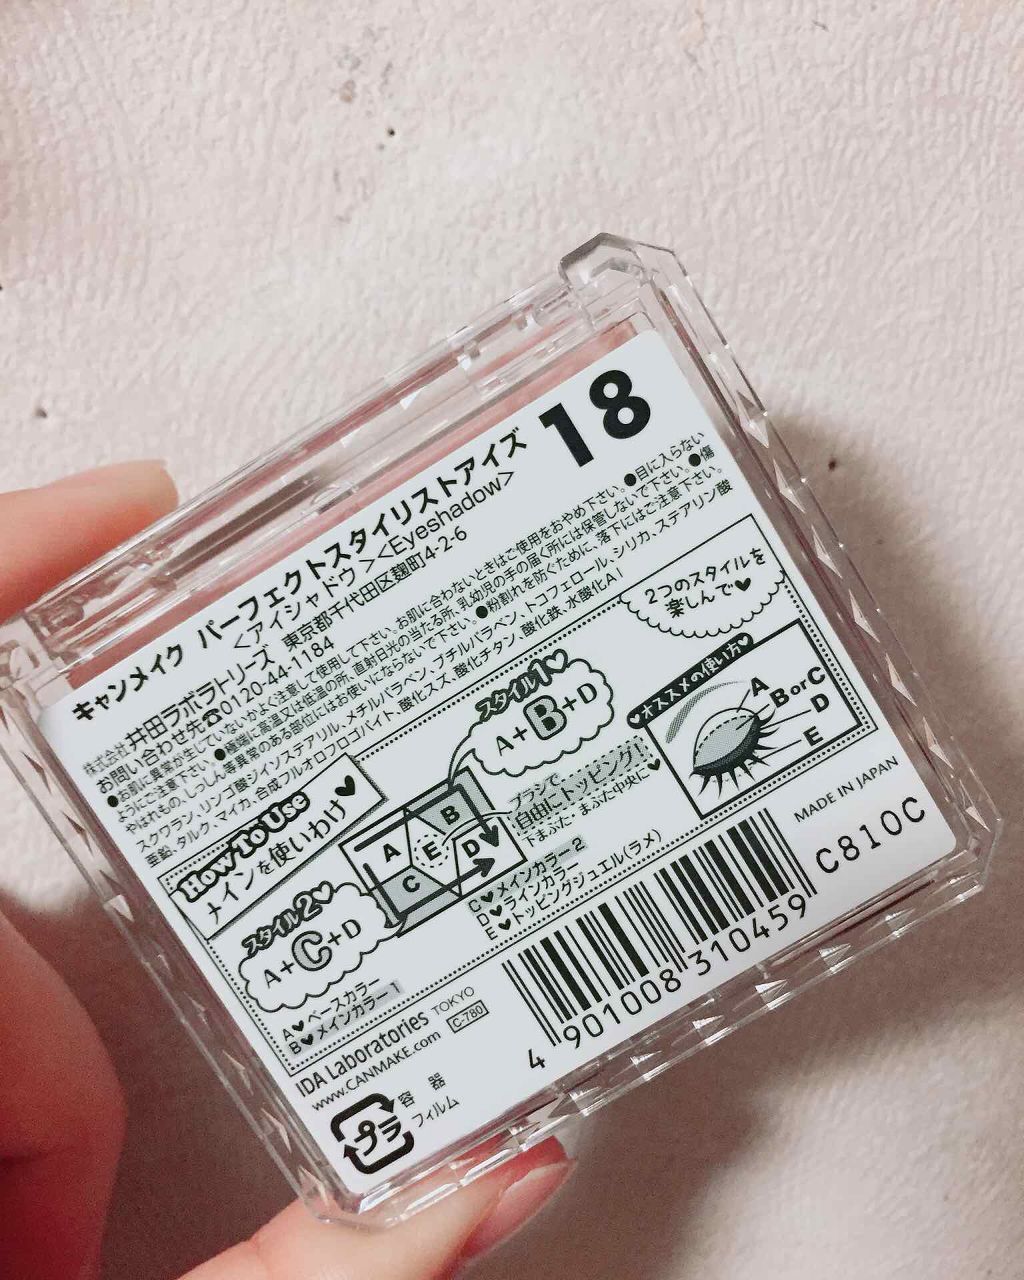 キャンメイク パーフェクトスタイリストアイズ
18
<アイシャドウ><Eyeshadow>
株式会社 井田ラボラトリーズ 東京都千代田区麹町4-2-6
お問い合わせ先☎0120-44-1184
●お肌に異常が生じていないかよく注意して使用して下さい。お肌に合わないときはご使用をおやめ下さい。●目に入らない
ようにご注意下さい。●極端に高温又は低温の所、直射日光の当たる所、乳幼児の手の届く所には保管しないで下さい。●傷
やはれもの、しっしん等異常のある部位にはお使いにならないで下さい。●粉割れを防ぐために、落下にはご注意下さい。
スクワラン、リンゴ酸ジイソステアリル、メチルパラベン、ブチルパラベン、トコフェロール、シリカ、ステアリン酸
亜鉛、タルク、マイカ、合成フルオロフロゴパイト、酸化スズ、酸化チタン、酸化鉄、水酸化Al
How To Use
メインを使いわけ♥
2つのスタイルを
楽しんで♥
スタイル1♥
A+B+D
スタイル2♥
A+C+D
A
B
C
D
E
ブラシで
自由にトッピング!
下まぶた・まぶた中央に♥
オススメの使い方♥
A
B or C
D
E
A♥ベースカラー
B♥メインカラー1
C♥メインカラー2
D♥ラインカラー
E♥トッピングジュエル(ラメ)
IDA Laboratories TOKYO
www.CANMAKE.com C-780
プラ
容器
フィルム
4 901008 310459
MADE IN JAPAN
C810C